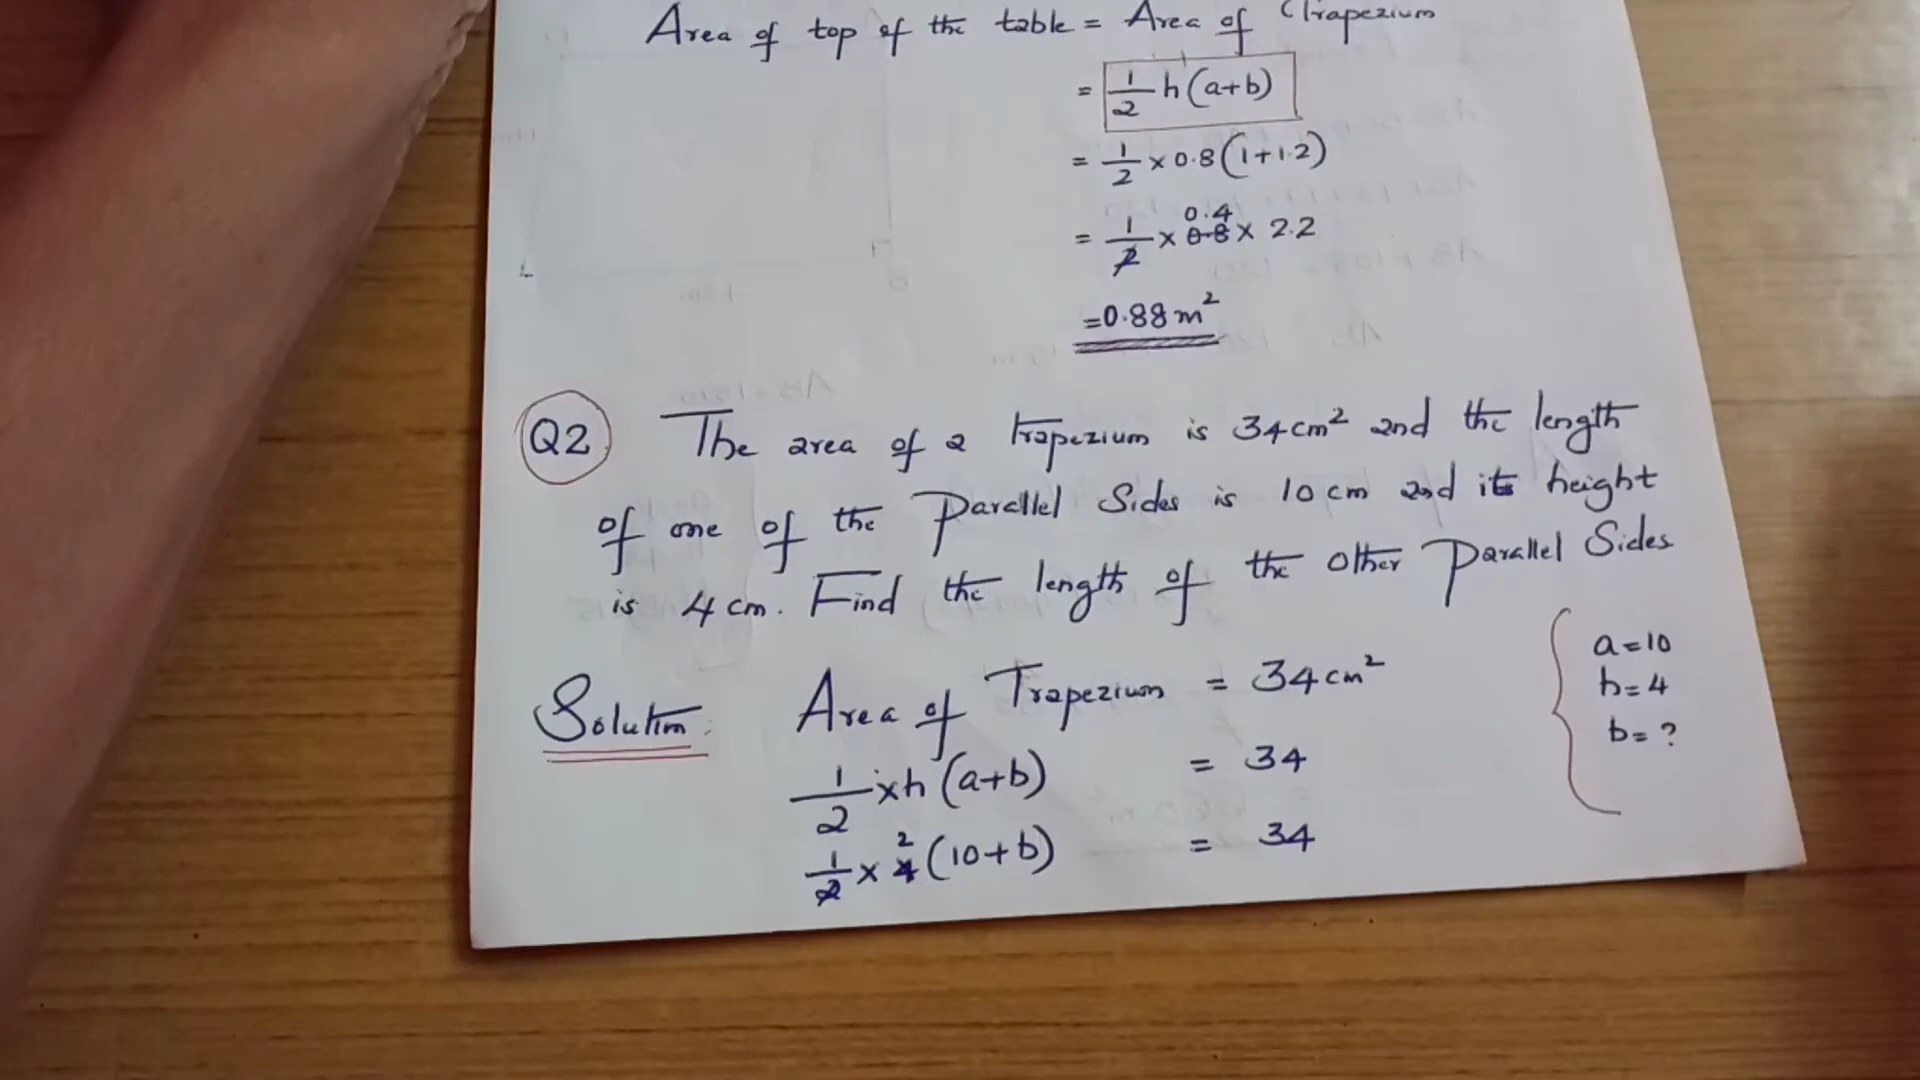 Area of top of the table = Area of Trapezium
= 1/2 h(a+b)
= 1/2 × 0.8(1+1.2)
= 1/2 × 0.8 0.4 × 2.2
=0.88 m²
Q2 The area of a trapezium is 34cm² and the length
of one of the Parallel Sides is 10 cm and its height
is 4 cm. Find the length of the other Parallel Sides
Solution: Area of Trapezium = 34 cm²
1/2 × h (a+b) = 34
1/2 × 4 2 (10+b) = 34
a=10
h=4
b=?